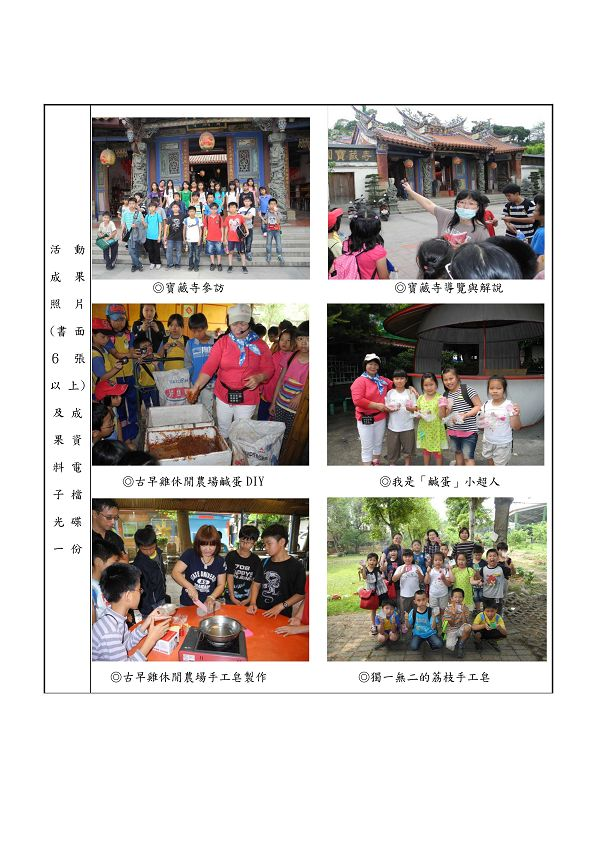 活動
成果
照片
(書面
6張
以上)
及成
果資
料電
子檔
光碟
一份
◎寶藏寺參訪
◎寶藏寺導覽與解說
◎古早雞休閒農場鹹蛋DIY
◎我是「鹹蛋」小超人
◎古早雞休閒農場手工皂製作
◎獨一無二的荔枝手工皂